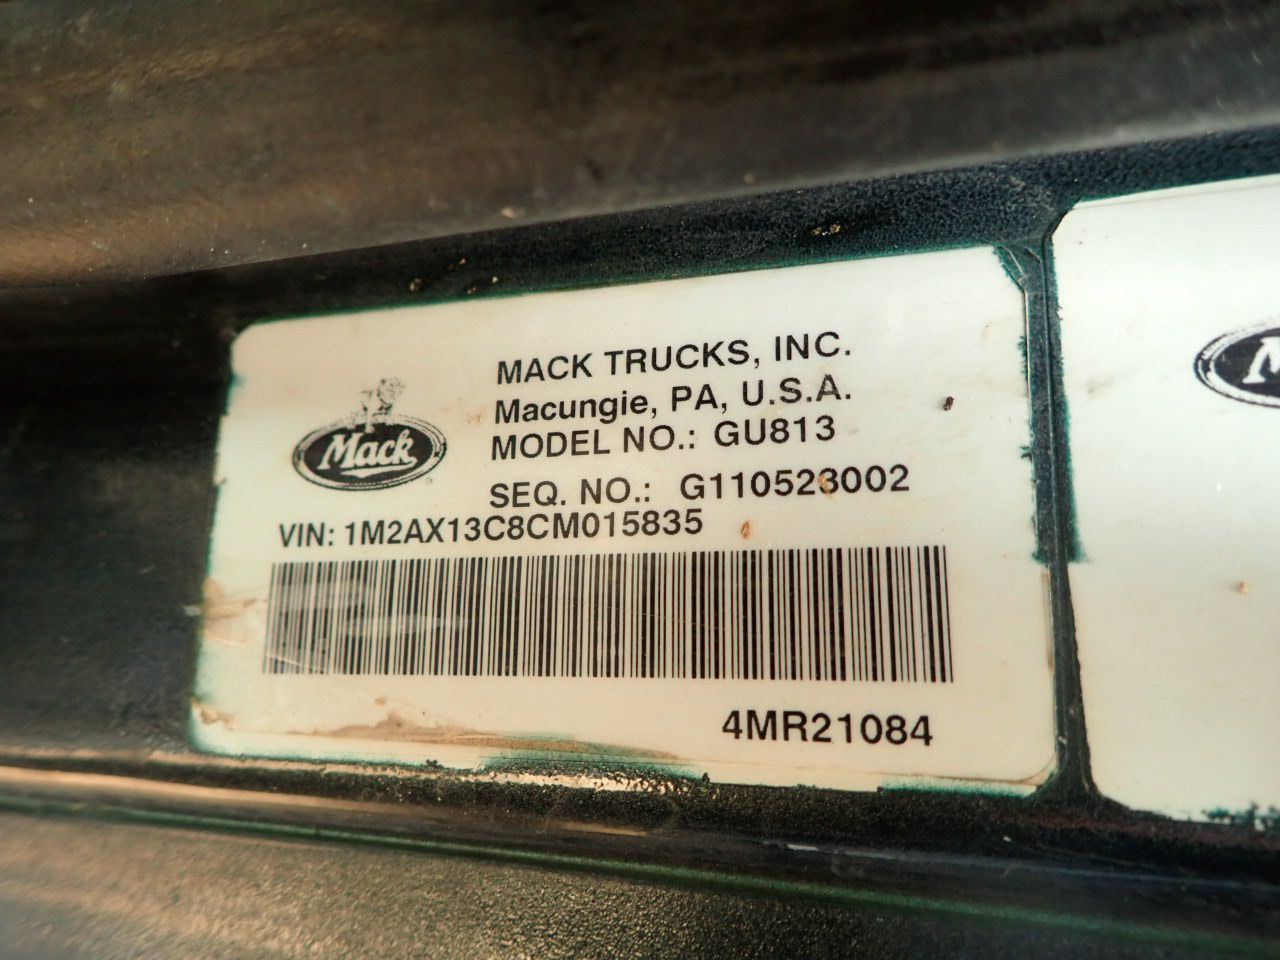 MACK TRUCKS, INC.
Macungie, PA, U.S.A.
MODEL NO.: GU813
Mack
SEQ. NO.: G110523002
VIN: 1M2AX13C8CM015835
4MR21084